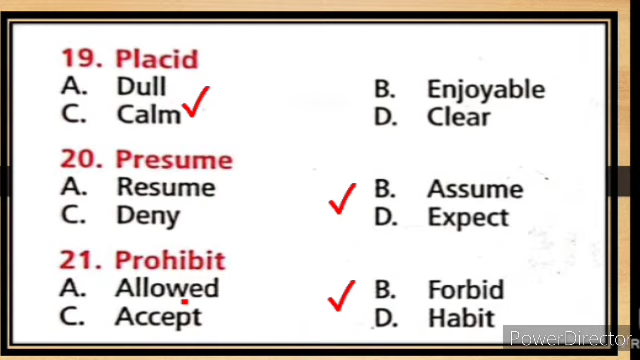 19. Placid
A. Dull B. Enjoyable
C. Calm D. Clear
20. Presume
A. Resume B. Assume
C. Deny D. Expect
21. Prohibit
A. Allowed B. Forbid
C. Accept D. Habit
PowerDirector